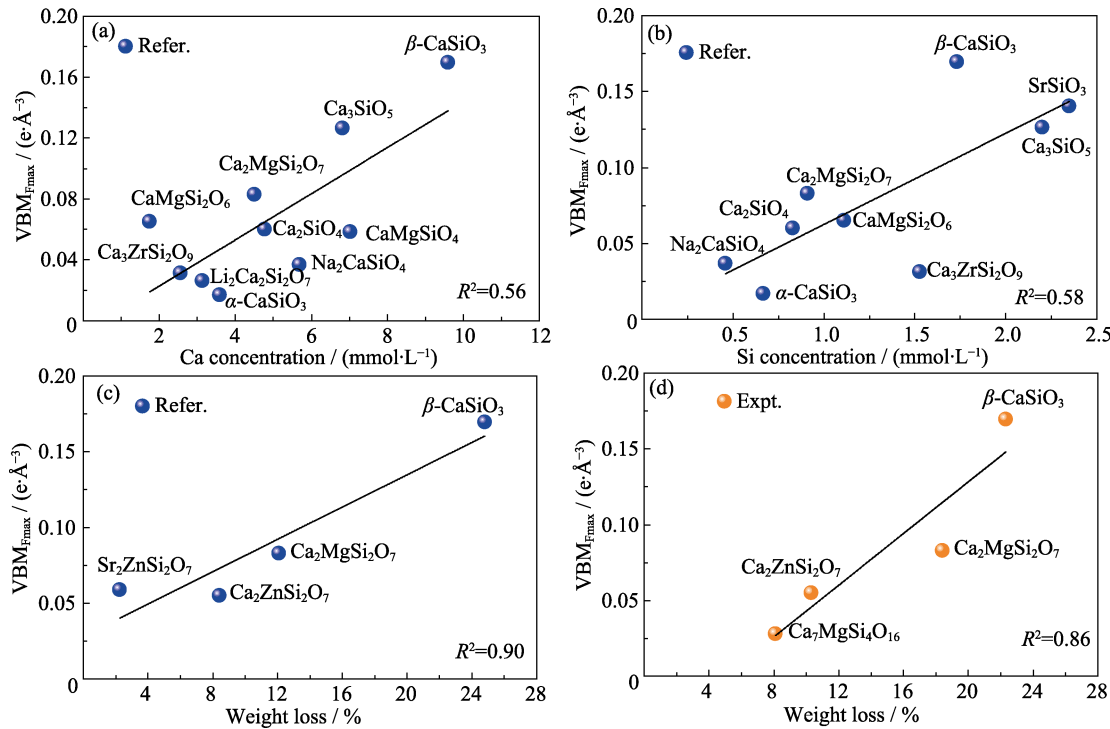 (a)
Refer.
β-CaSiO₃
Ca₃SiO₅
Ca₂MgSi₂O₇
CaMgSi₂O₆
Ca₂SiO₄
CaMgSiO₄
Ca₃ZrSi₂O₉
Na₂CaSiO₄
Li₂Ca₂Si₂O₇
α-CaSiO₃
R²=0.56
0.20
0.16
0.12
0.08
0.04
0
2 4 6 8 10 12
VBM_Fmax / (e·Å⁻³)
Ca concentration / (mmol·L⁻¹)
(b)
Refer.
β-CaSiO₃
SrSiO₃
Ca₃SiO₅
Ca₂MgSi₂O₇
Ca₂SiO₄
CaMgSi₂O₆
Na₂CaSiO₄
Ca₃ZrSi₂O₉
α-CaSiO₃
R²=0.58
0.20
0.15
0.10
0.05
0
0.5 1.0 1.5 2.0 2.5
VBM_Fmax / (e·Å⁻³)
Si concentration / (mmol·L⁻¹)
(c)
Refer.
β-CaSiO₃
Sr₂ZnSi₂O₇
Ca₂MgSi₂O₇
Ca₂ZnSi₂O₇
R²=0.90
0.20
0.15
0.10
0.05
0
4 8 12 16 20 24 28
VBM_Fmax / (e·Å⁻³)
Weight loss / %
(d)
Expt.
β-CaSiO₃
Ca₂MgSi₂O₇
Ca₂ZnSi₂O₇
Ca₇MgSi₄O₁₆
R²=0.86
0.20
0.15
0.10
0.05
0
4 8 12 16 20 24 28
VBM_Fmax / (e·Å⁻³)
Weight loss / %